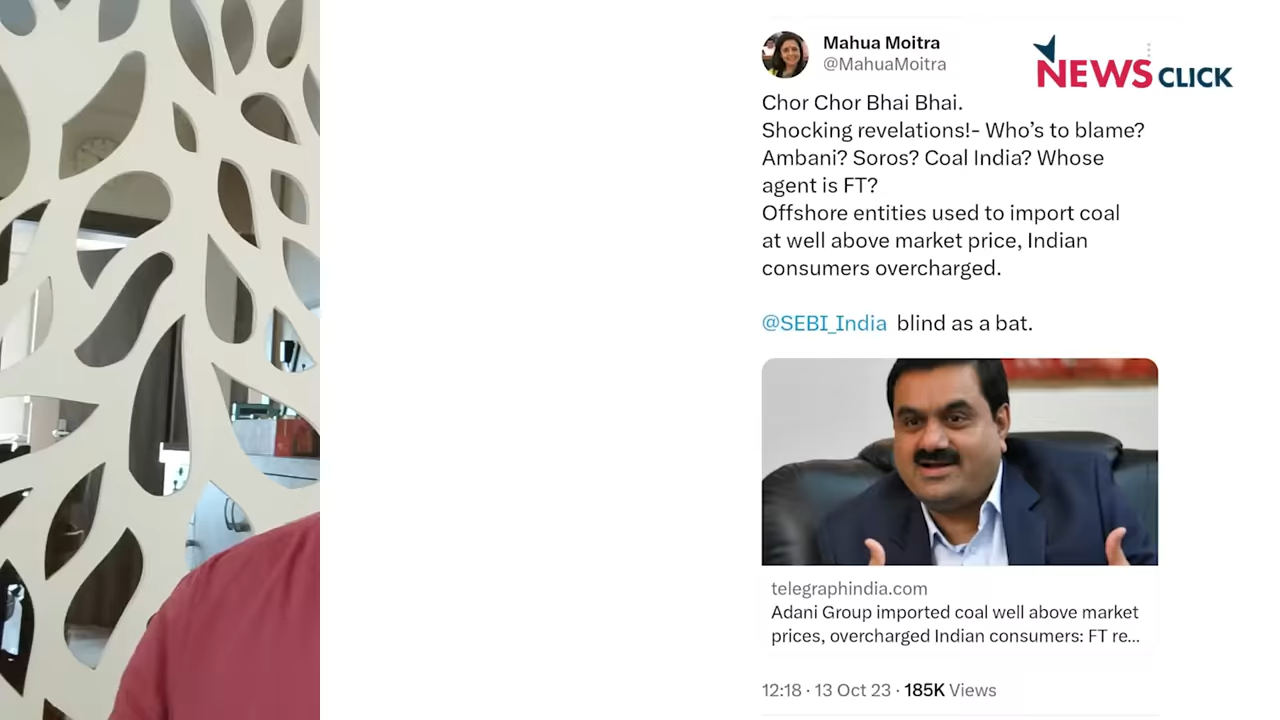 Mahua Moitra
@MahuaMoitra
NEWSCLICK
Chor Chor Bhai Bhai.
Shocking revelations!- Who's to blame?
Ambani? Soros? Coal India? Whose
agent is FT?
Offshore entities used to import coal
at well above market price, Indian
consumers overcharged.
@SEBI_India blind as a bat.
telegraphindia.com
Adani Group imported coal well above market
prices, overcharged Indian consumers: FT re...
12:18 · 13 Oct 23 · 185K Views